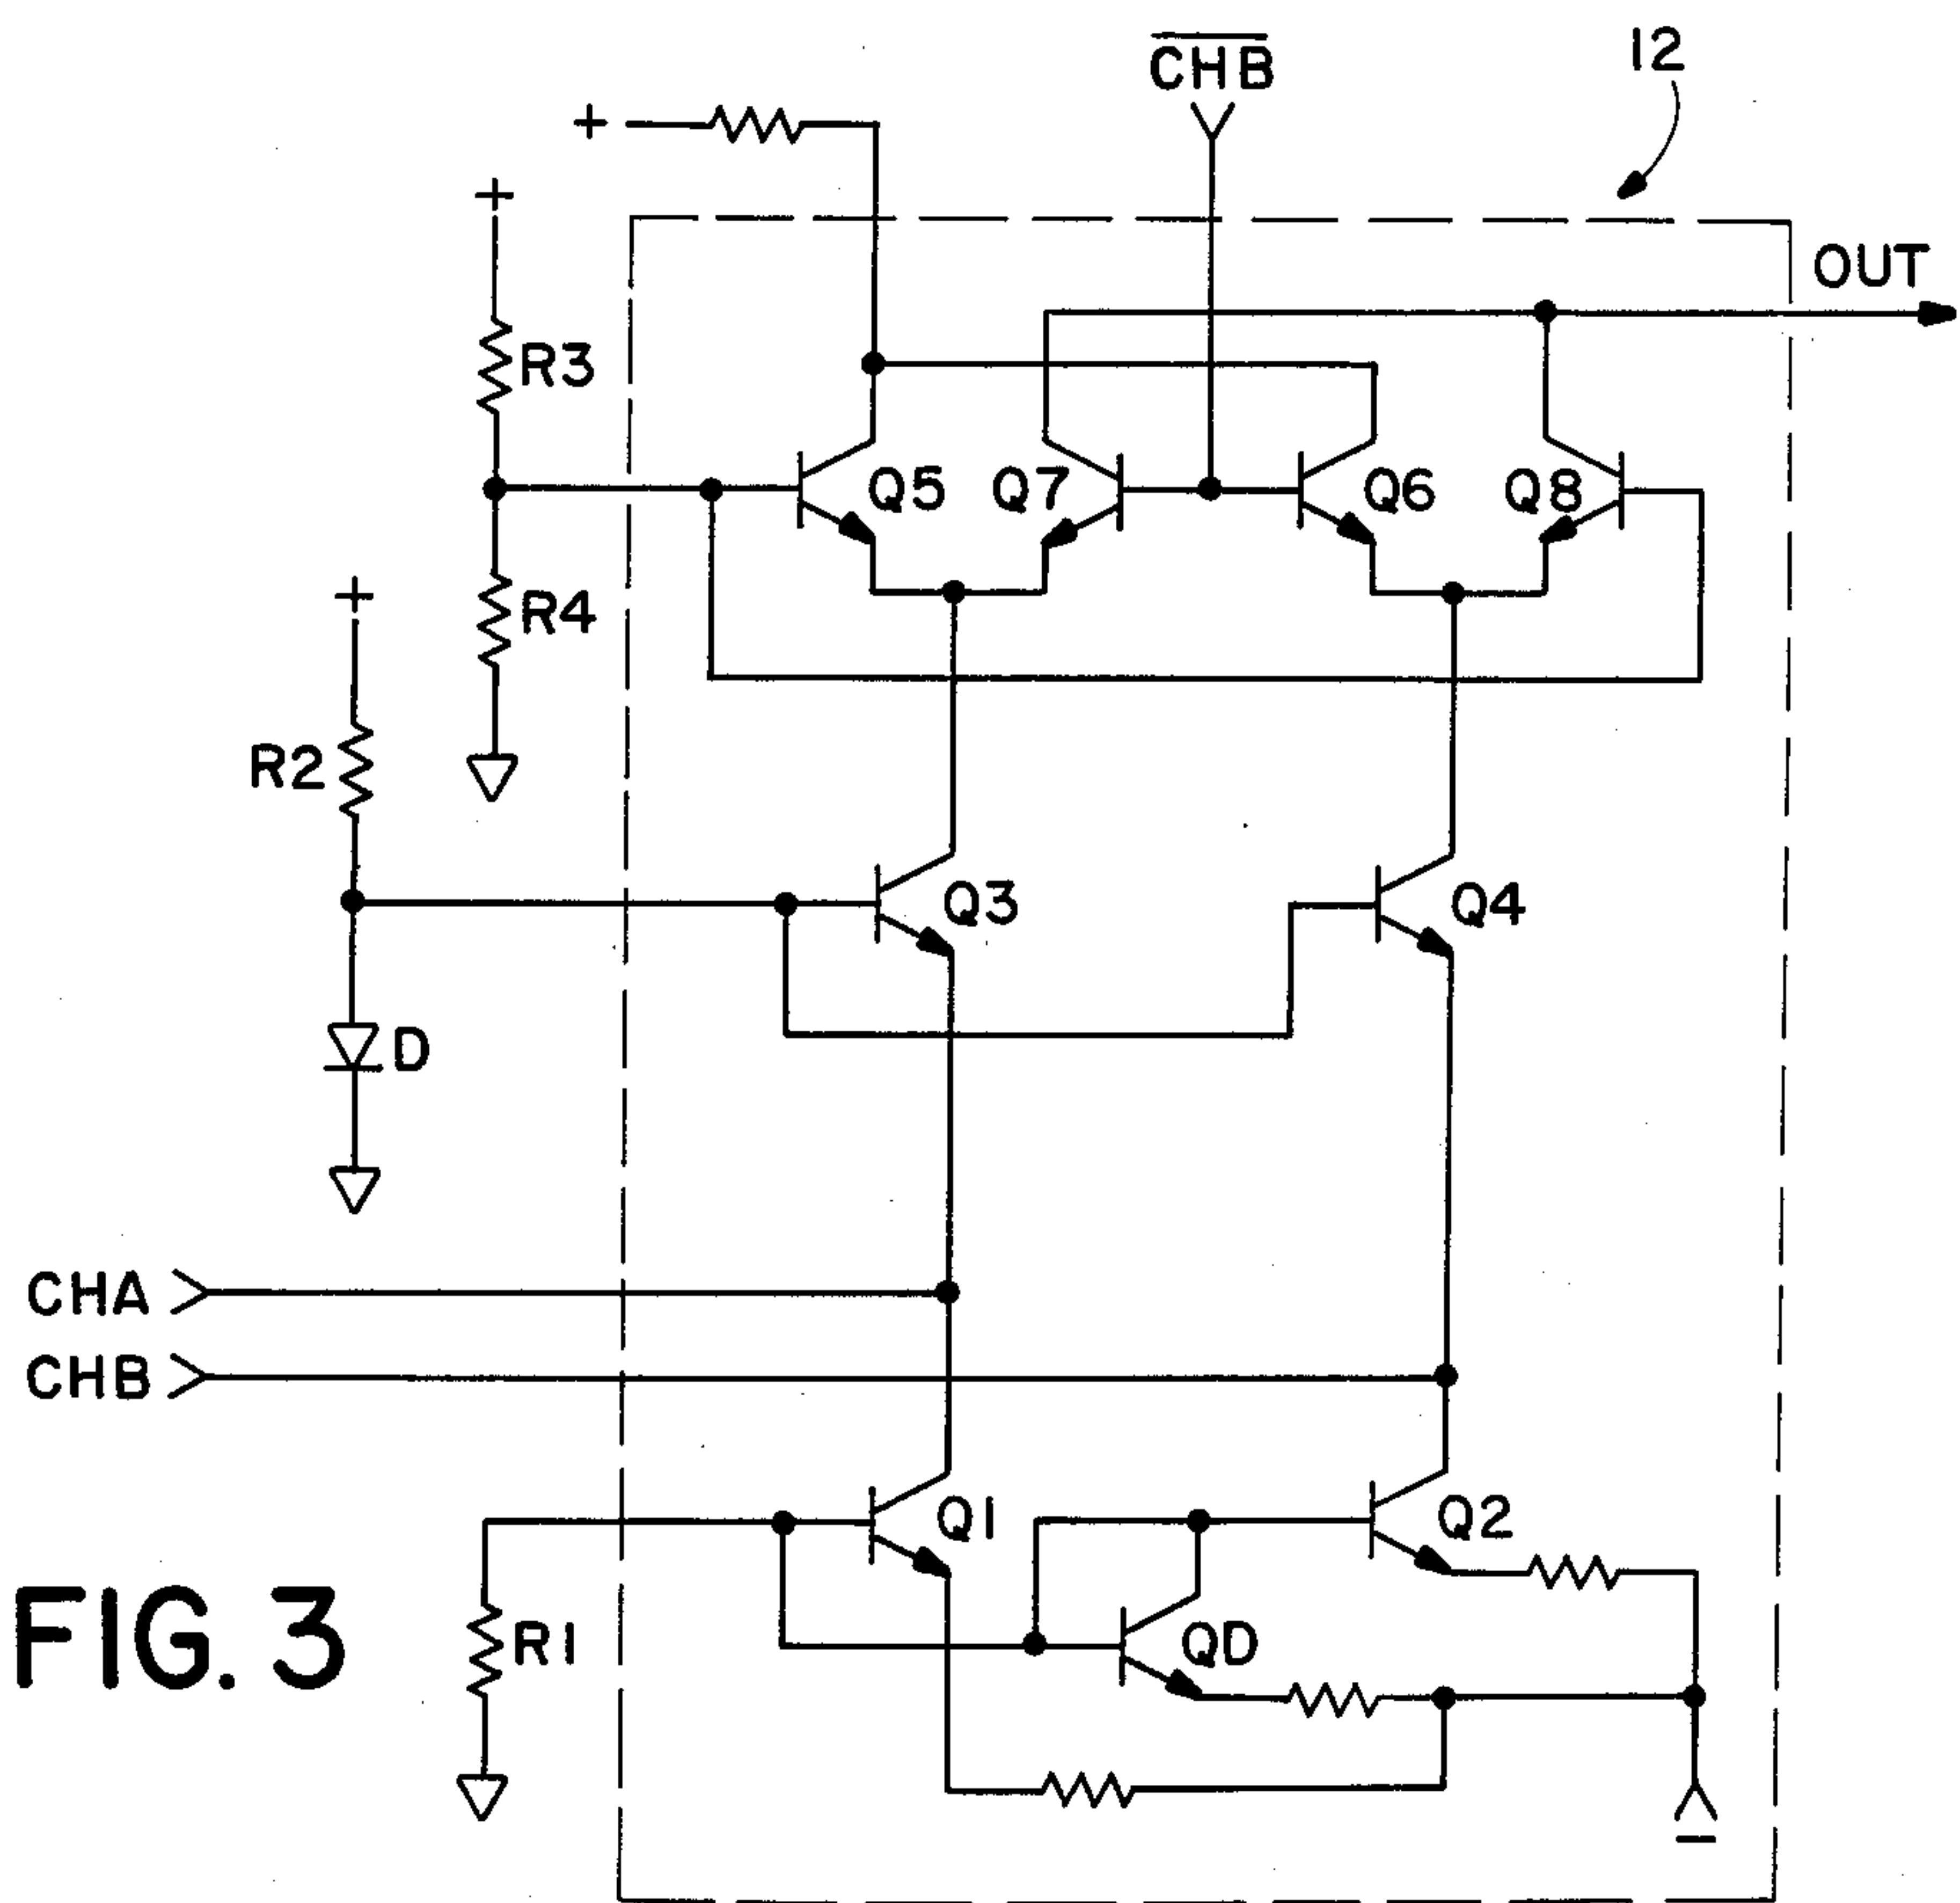 12
C̅H̅B̅
+
+
OUT
R3
Q5
Q7
Q6
Q8
+
R4
R2
Q3
Q4
D
CHA
CHB
Q1
Q2
R1
QD
FIG. 3
−